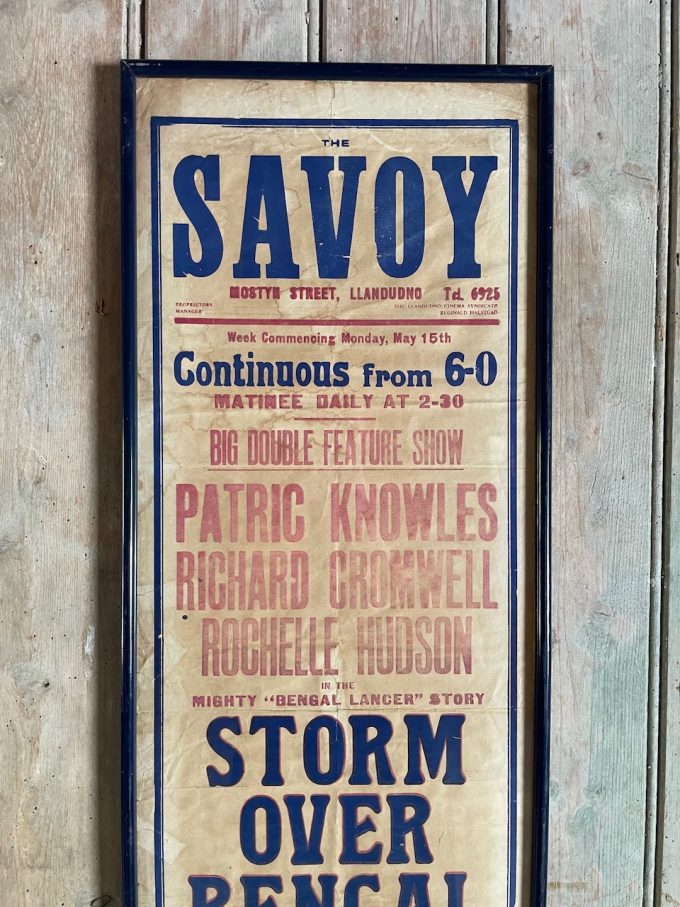 THE
SAVOY
MOSTYN STREET, LLANDUDNO Tel. 6925
PROPRIETORS THE LLANDUDNO CINEMA SYNDICATE
MANAGER REGINALD HALSTEAD
Week Commencing Monday, May 15th
Continuous from 6-0
MATINEE DAILY AT 2-30
BIG DOUBLE FEATURE SHOW
PATRIC KNOWLES
RICHARD CROMWELL
ROCHELLE HUDSON
IN THE
MIGHTY "BENGAL LANCER" STORY
STORM
OVER
BENGAL